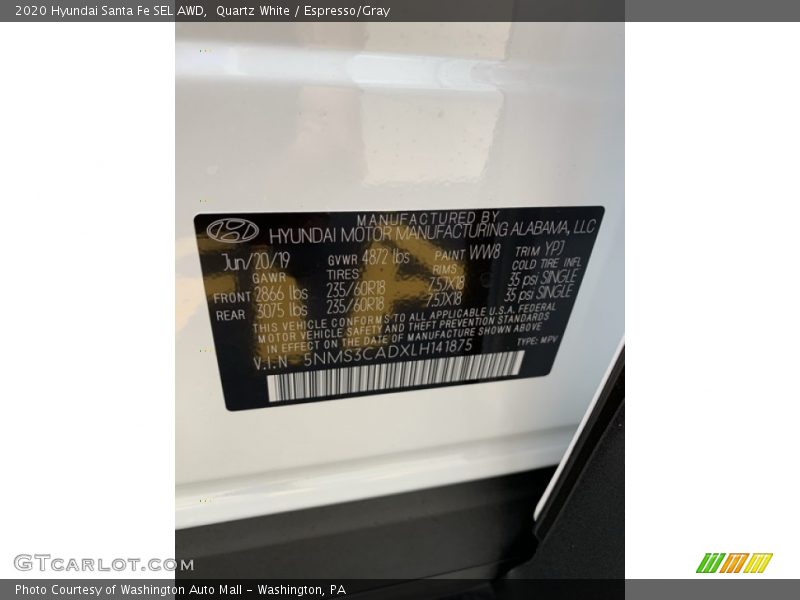 2020 Hyundai Santa Fe SEL AWD,  Quartz White / Espresso/Gray
MANUFACTURED BY
HYUNDAI MOTOR MANUFACTURING ALABAMA, LLC
Jun/20/19 GVWR 4872 lbs PAINT WW8 TRIM YPJ
GAWR TIRES RIMS COLD TIRE INFL
FRONT 2866 lbs 235/60R18 7.5JX18 35 psi SINGLE
REAR 3075 lbs 235/60R18 7.5JX18 35 psi SINGLE
THIS VEHICLE CONFORMS TO ALL APPLICABLE U.S.A. FEDERAL
MOTOR VEHICLE SAFETY AND THEFT PREVENTION STANDARDS
IN EFFECT ON THE DATE OF MANUFACTURE SHOWN ABOVE
V.I.N 5NMS3CADXLH141875 TYPE: MPV
GTCARLOT.COM
Photo Courtesy of Washington Auto Mall - Washington, PA